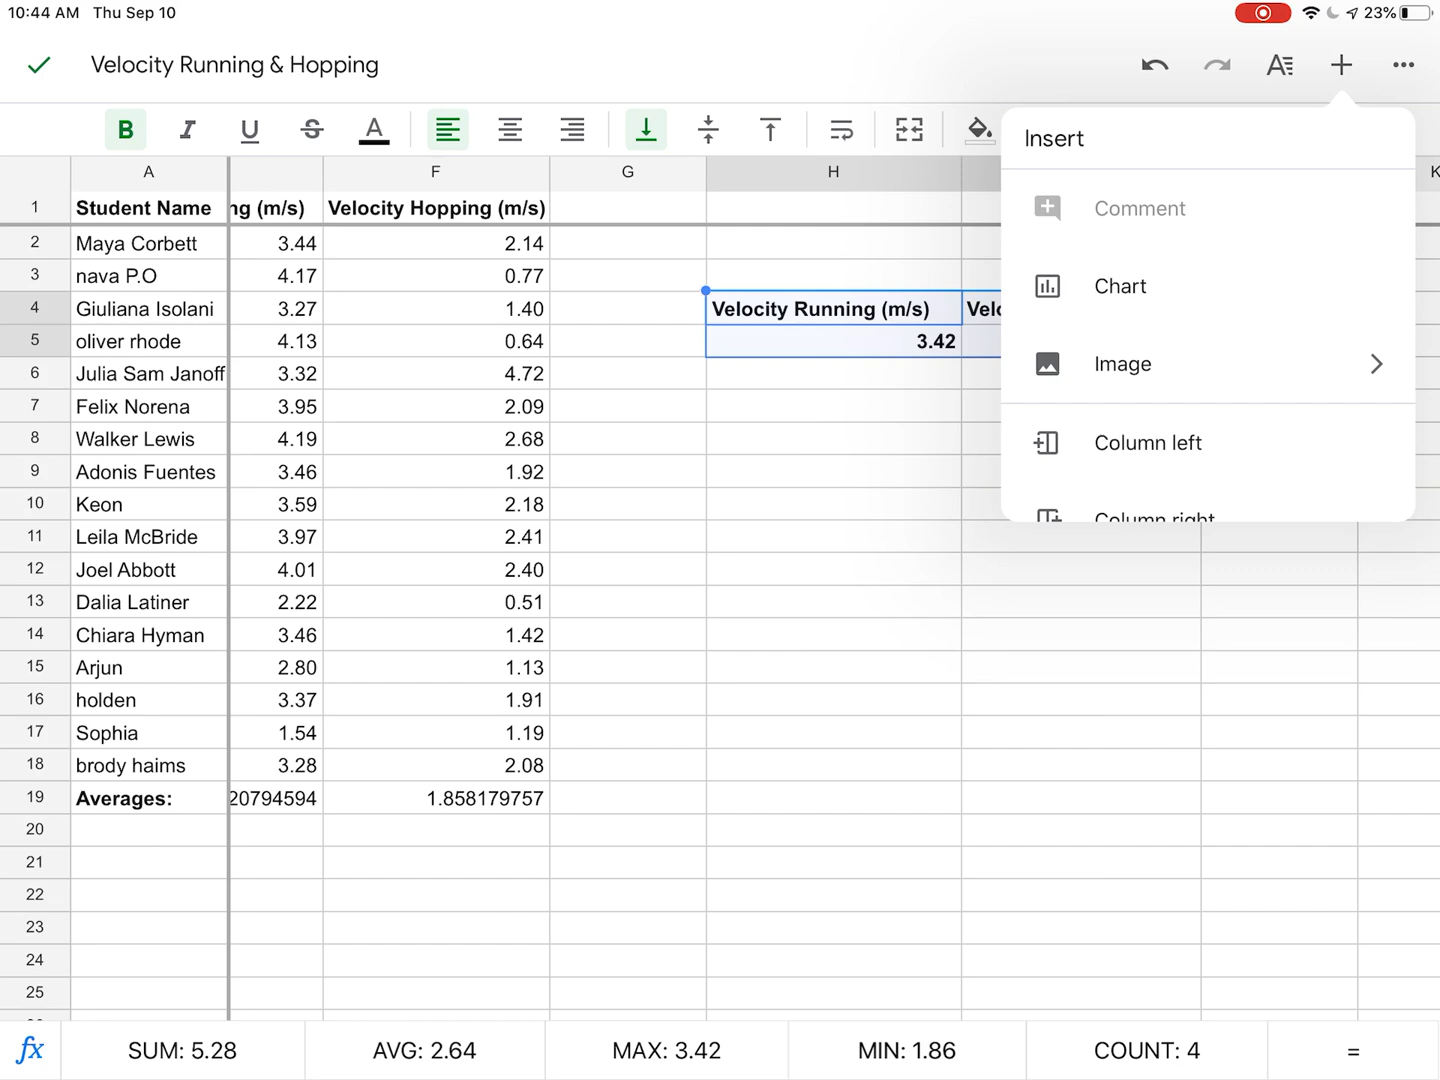 10:44 AM Thu Sep 10 23%
Velocity Running & Hopping
B I U S A
Insert
Comment
Chart
Image
Column left
Column right
A F G H K
1 Student Name ng (m/s) Velocity Hopping (m/s)
2 Maya Corbett 3.44 2.14
3 nava P.O 4.17 0.77
4 Giuliana Isolani 3.27 1.40 Velocity Running (m/s) Velo
5 oliver rhode 4.13 0.64 3.42
6 Julia Sam Janoff 3.32 4.72
7 Felix Norena 3.95 2.09
8 Walker Lewis 4.19 2.68
9 Adonis Fuentes 3.46 1.92
10 Keon 3.59 2.18
11 Leila McBride 3.97 2.41
12 Joel Abbott 4.01 2.40
13 Dalia Latiner 2.22 0.51
14 Chiara Hyman 3.46 1.42
15 Arjun 2.80 1.13
16 holden 3.37 1.91
17 Sophia 1.54 1.19
18 brody haims 3.28 2.08
19 Averages: 20794594 1.858179757
20
21
22
23
24
25
fx SUM: 5.28 AVG: 2.64 MAX: 3.42 MIN: 1.86 COUNT: 4 =